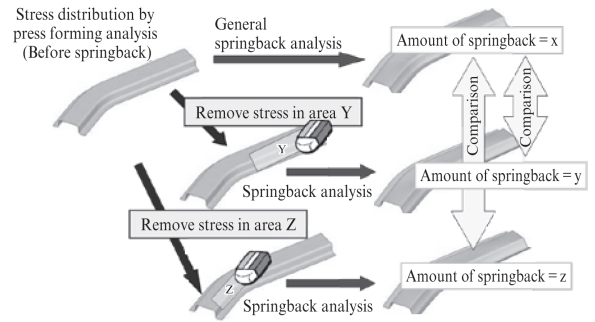 Stress distribution by
press forming analysis
(Before springback)
General
springback analysis
Amount of springback = x
Remove stress in area Y
Y
Springback analysis
Comparison
Comparison
Amount of springback = y
Remove stress in area Z
Z
Springback analysis
Amount of springback = z